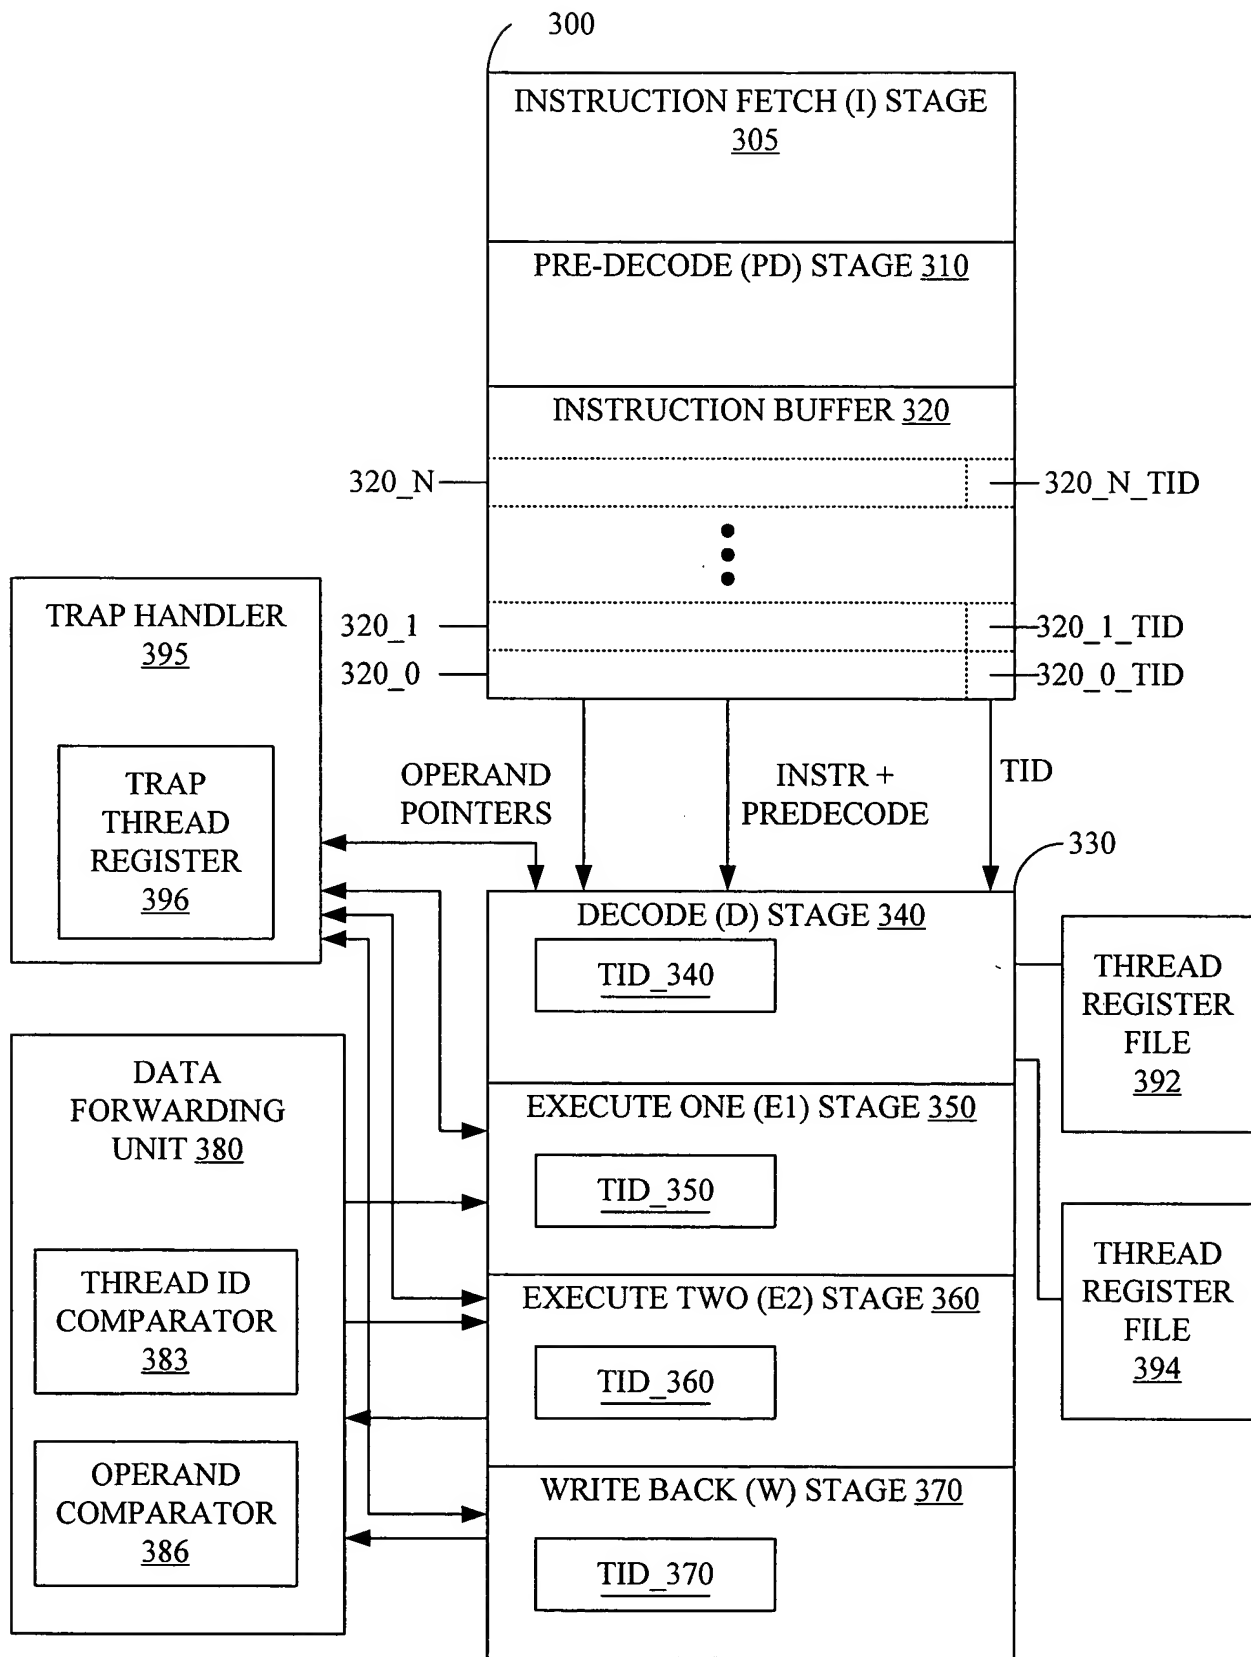 300
INSTRUCTION FETCH (I) STAGE
305
PRE-DECODE (PD) STAGE 310
INSTRUCTION BUFFER 320
320_N
320_N_TID
320_1
320_1_TID
320_0
320_0_TID
TRAP HANDLER
395
TRAP
THREAD
REGISTER
396
OPERAND
POINTERS
INSTR +
PREDECODE
TID
330
DECODE (D) STAGE 340
TID_340
THREAD
REGISTER
FILE
392
DATA
FORWARDING
UNIT 380
THREAD ID
COMPARATOR
383
OPERAND
COMPARATOR
386
EXECUTE ONE (E1) STAGE 350
TID_350
THREAD
REGISTER
FILE
394
EXECUTE TWO (E2) STAGE 360
TID_360
WRITE BACK (W) STAGE 370
TID_370